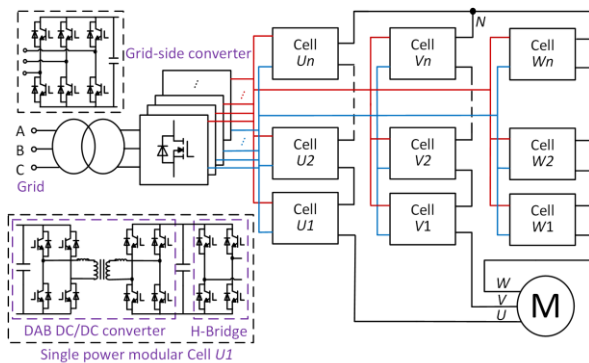 N
Grid-side converter
Cell
Un
Cell
Vn
Cell
Wn
A
B
C
Grid
Cell
U2
Cell
V2
Cell
W2
Cell
U1
Cell
V1
Cell
W1
DAB DC/DC converter
H-Bridge
Single power modular Cell U1
W
V
U
M